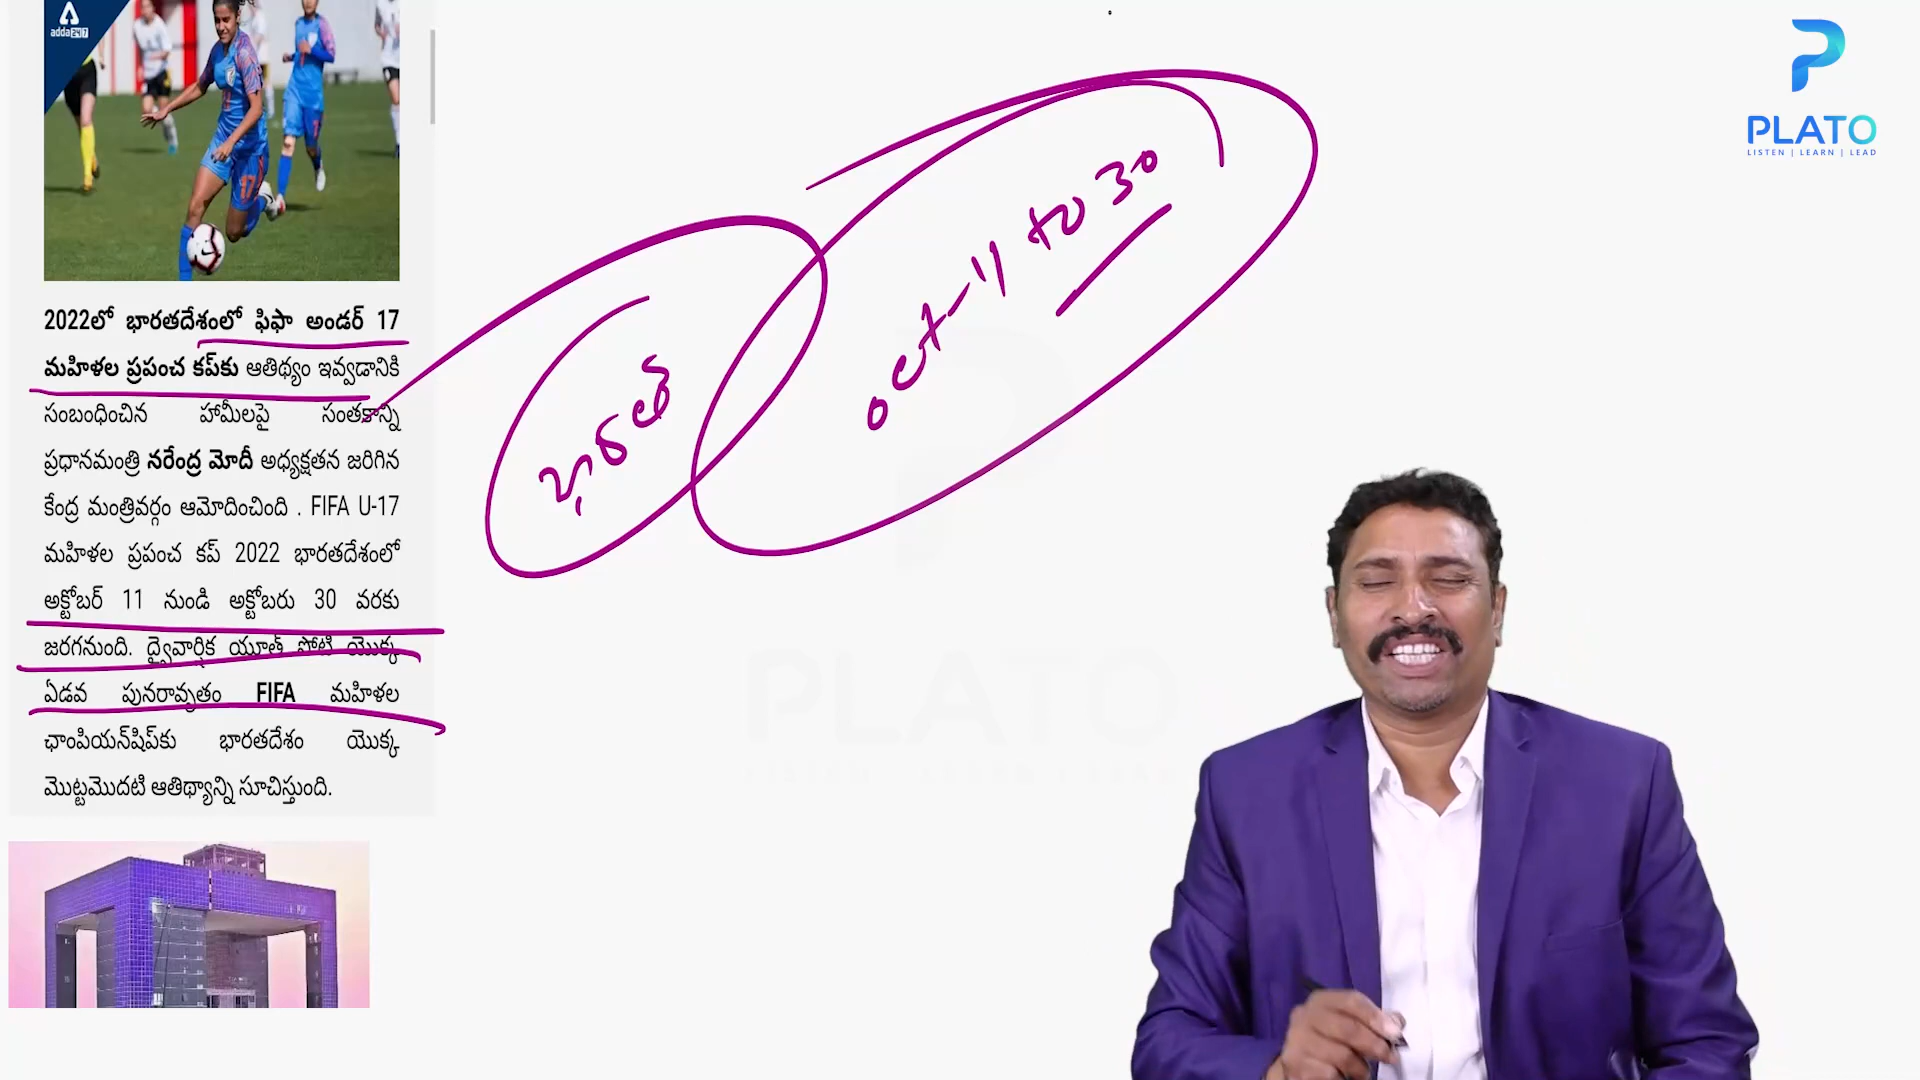 adda247
17
2022లో భారతదేశంలో ఫిఫా అండర్ 17
మహిళల ప్రపంచ కప్‌కు ఆతిథ్యం ఇవ్వడానికి
సంబంధించిన హామీలపై సంతకాన్ని
ప్రధానమంత్రి నరేంద్ర మోదీ అధ్యక్షతన జరిగిన
కేంద్ర మంత్రివర్గం ఆమోదించింది . FIFA U-17
మహిళల ప్రపంచ కప్ 2022 భారతదేశంలో
అక్టోబర్ 11 నుండి అక్టోబరు 30 వరకు
జరగనుంది. ద్వైవార్షిక యూత్ పోటీ యొక్క
ఏడవ పునరావృతం FIFA మహిళల
ఛాంపియన్‌షిప్‌కు భారతదేశం యొక్క
మొట్టమొదటి ఆతిథ్యాన్ని సూచిస్తుంది.
భారత్
oct-11 to 30
PLATO
LISTEN | LEARN | LEAD
PLATO